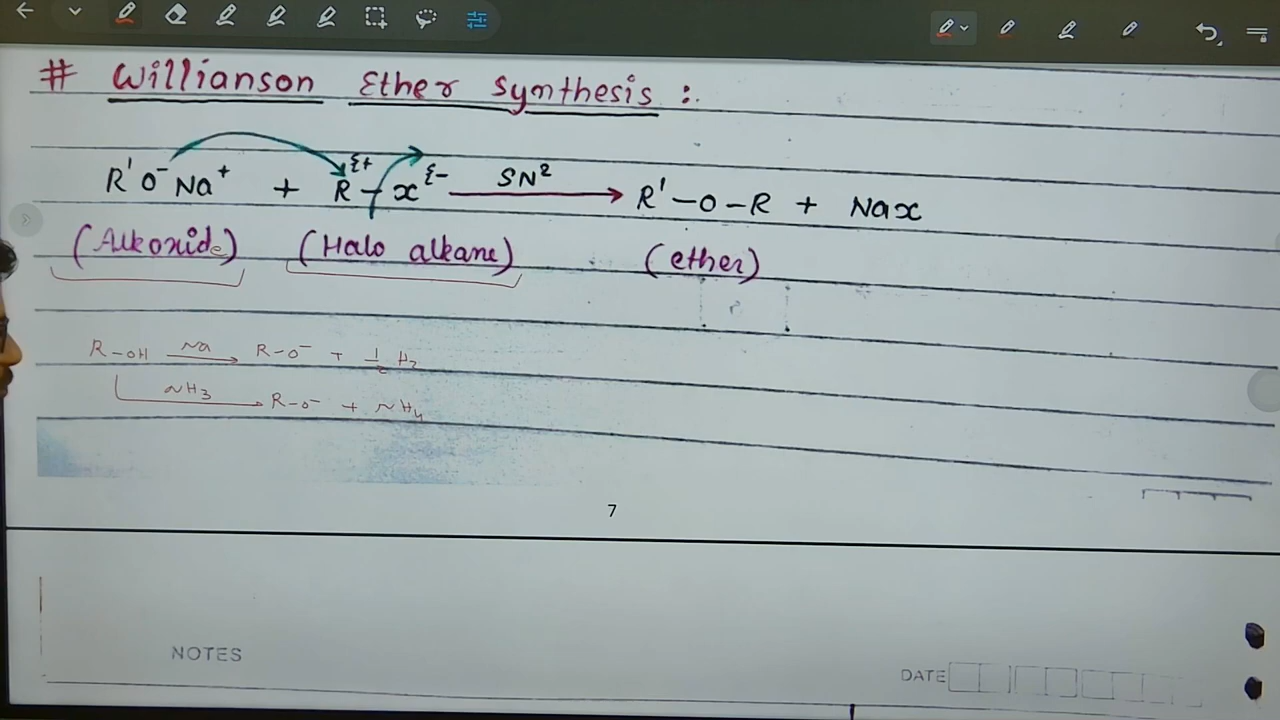 # Willianson Ether synthesis :.
R'O⁻Na⁺ + R^{ξ+}-x^{ξ-} SN² → R'-O-R + Nax
(Alkoxide) (Halo alkane) (ether)
R-OH Na → R-O⁻ + 1/2 H₂
NH3 → R-O⁻ + NH4
7
NOTES
DATE